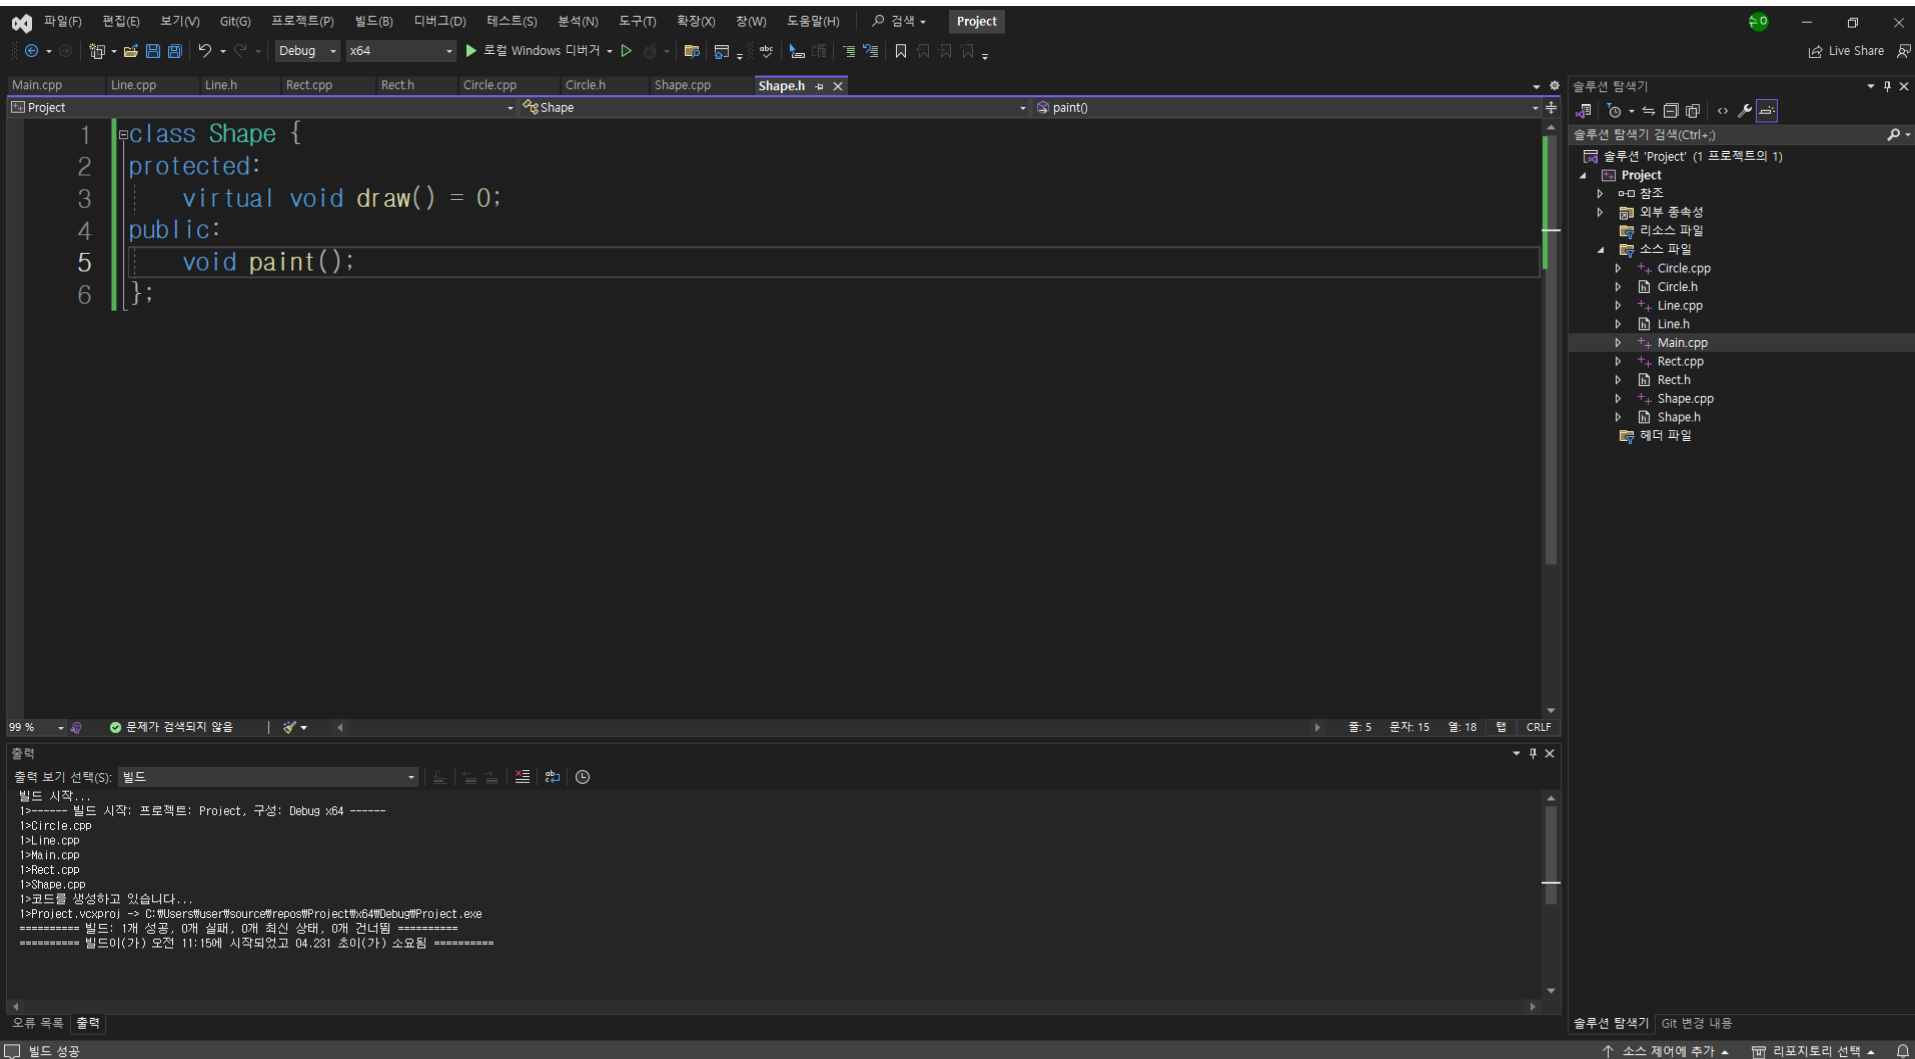 파일(F) 편집(E) 보기(V) Git(G) 프로젝트(P) 빌드(B) 디버그(D) 테스트(S) 분석(N) 도구(T) 확장(X) 창(W) 도움말(H) 검색 Project
Debug x64 로컬 Windows 디버거 Live Share
Main.cpp Line.cpp Line.h Rect.cpp Rect.h Circle.cpp Circle.h Shape.cpp Shape.h
Project Shape paint()
1 class Shape {
2 protected:
3 virtual void draw() = 0;
4 public:
5 void paint();
6 };
99 % 문제가 검색되지 않음 줄: 5 문자: 15 열: 18 탭 CRLF
출력
출력 보기 선택(S): 빌드
빌드 시작...
1>------ 빌드 시작: 프로젝트: Project, 구성: Debug x64 ------
1>Circle.cpp
1>Line.cpp
1>Main.cpp
1>Rect.cpp
1>Shape.cpp
1>코드를 생성하고 있습니다...
1>Project.vcxproj -> C:₩Users₩user₩source₩repos₩Project₩x64₩Debug₩Project.exe
========== 빌드: 1개 성공, 0개 실패, 0개 최신 상태, 0개 건너뜀 ==========
========== 빌드이(가) 오전 11:15에 시작되었고 04.231 초이(가) 소요됨 ==========
오류 목록 출력
솔루션 탐색기
솔루션 탐색기 검색(Ctrl+;)
솔루션 'Project' (1 프로젝트의 1)
Project
참조
외부 종속성
리소스 파일
소스 파일
Circle.cpp
Circle.h
Line.cpp
Line.h
Main.cpp
Rect.cpp
Rect.h
Shape.cpp
Shape.h
헤더 파일
솔루션 탐색기 Git 변경 내용
빌드 성공 소스 제어에 추가 리포지토리 선택